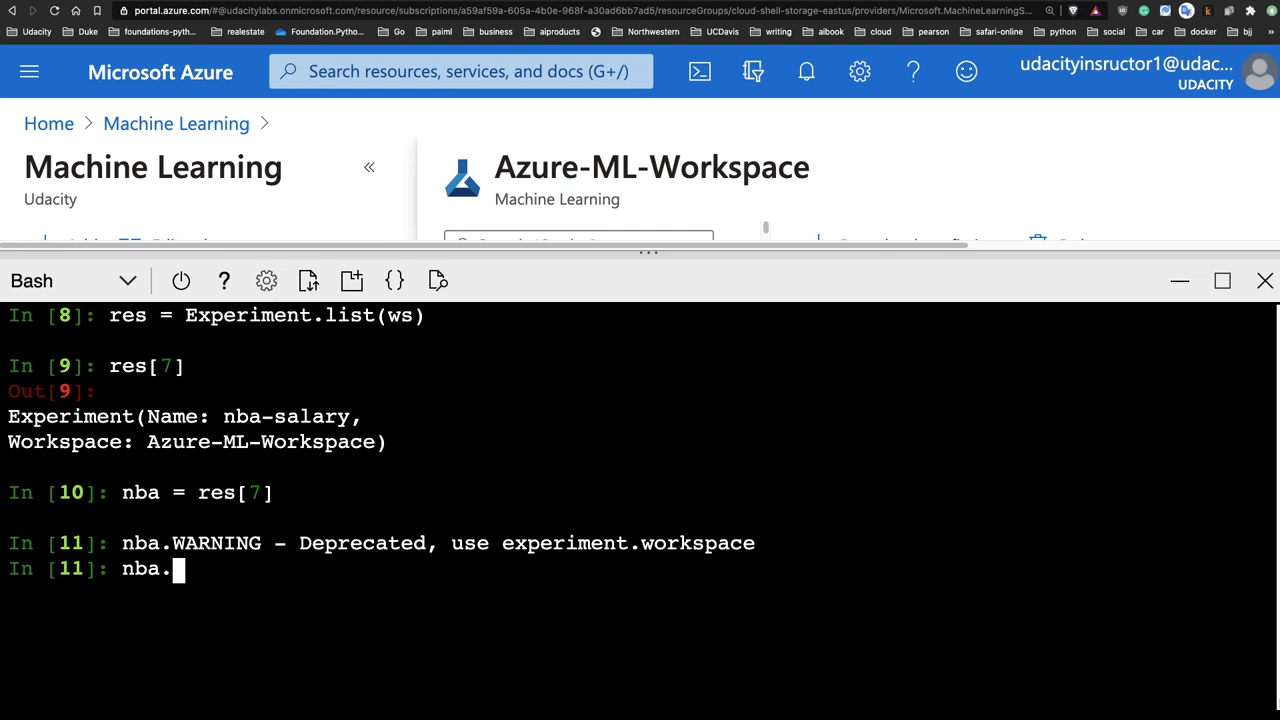 portal.azure.com/#@udacitylabs.onmicrosoft.com/resource/subscriptions/a59af59a-605a-4b0e-968f-a30ad6bb7ad5/resourceGroups/cloud-shell-storage-eastus/providers/Microsoft.MachineLearningS...
Udacity Duke foundations-pyth... realestate Foundation.Pytho... Go paiml business aiproducts Northwestern UCDavis writing aibook cloud pearson safari-online python social car docker bjj »
Microsoft Azure
Search resources, services, and docs (G+/)
udacityinsructor1@udac...
UDACITY
Home > Machine Learning >
Machine Learning «
Udacity
Azure-ML-Workspace
Machine Learning
Bash
In [8]: res = Experiment.list(ws)
In [9]: res[7]
Out[9]:
Experiment(Name: nba-salary,
Workspace: Azure-ML-Workspace)
In [10]: nba = res[7]
In [11]: nba.WARNING - Deprecated, use experiment.workspace
In [11]: nba.